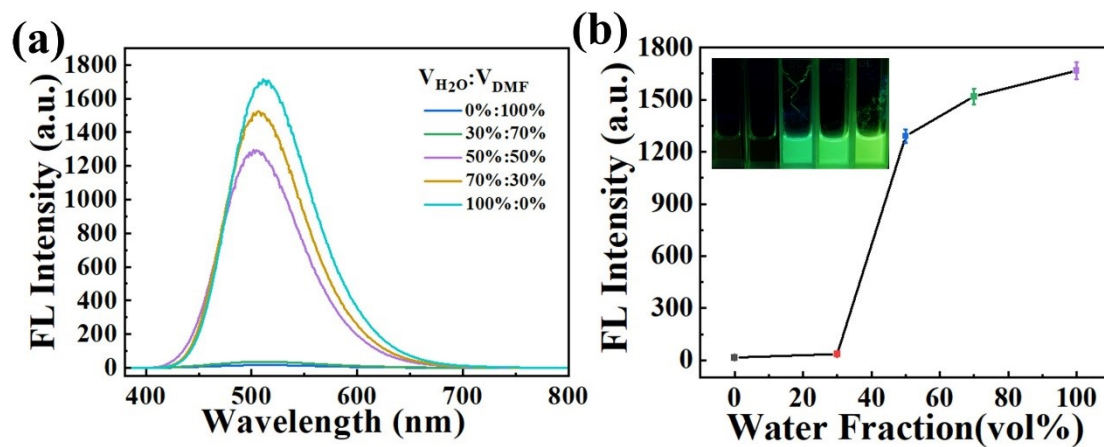 (a)
1800
1600
1400
1200
1000
800
600
400
200
0
FL Intensity (a.u.)
400 500 600 700 800
Wavelength (nm)
V_H2O:V_DMF
0%:100%
30%:70%
50%:50%
70%:30%
100%:0%
(b)
1800
1500
1200
900
600
300
0
FL Intensity (a.u.)
0 20 40 60 80 100
Water Fraction(vol%)